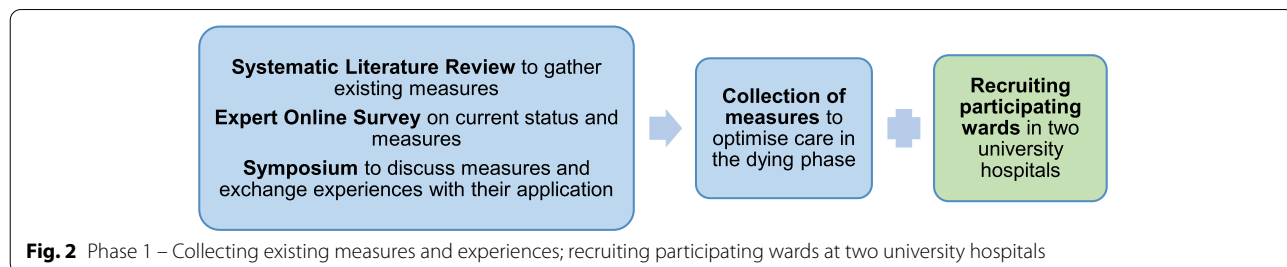 Systematic Literature Review to gather
existing measures
Expert Online Survey on current status and
measures
Symposium to discuss measures and
exchange experiences with their application
Collection of
measures to
optimise care in
the dying phase
Recruiting
participating
wards in two
university
hospitals
Fig. 2 Phase 1 – Collecting existing measures and experiences; recruiting participating wards at two university hospitals